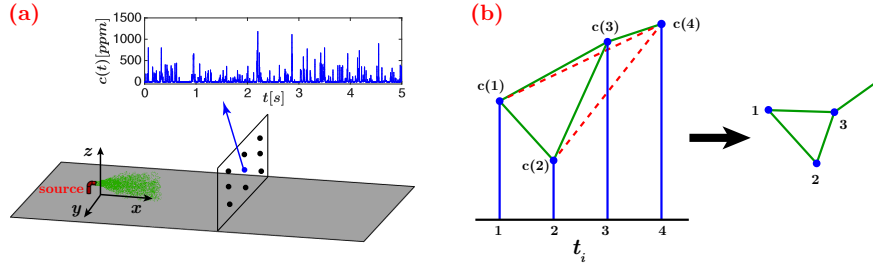 (a)
1500
1000
500
0
c(t)[ppm]
0 1 2 3 4 5
t[s]
z
source
y
x
(b)
c(1)
c(2)
c(3)
c(4)
1 2 3 4
t_i
1
2
3